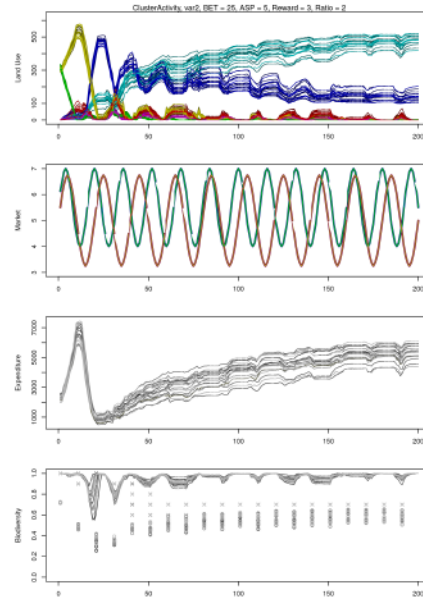 ClusterActivity, var2, BET = 25, ASP = 5, Reward = 3, Ratio = 2
Land Use
500
300
100
0
0 50 100 150 200
Market
7
6
5
4
3
0 50 100 150 200
Expenditure
7000
5000
3000
1000
0 50 100 150 200
Biodiversity
1.0
0.8
0.6
0.4
0.2
0.0
0 50 100 150 200